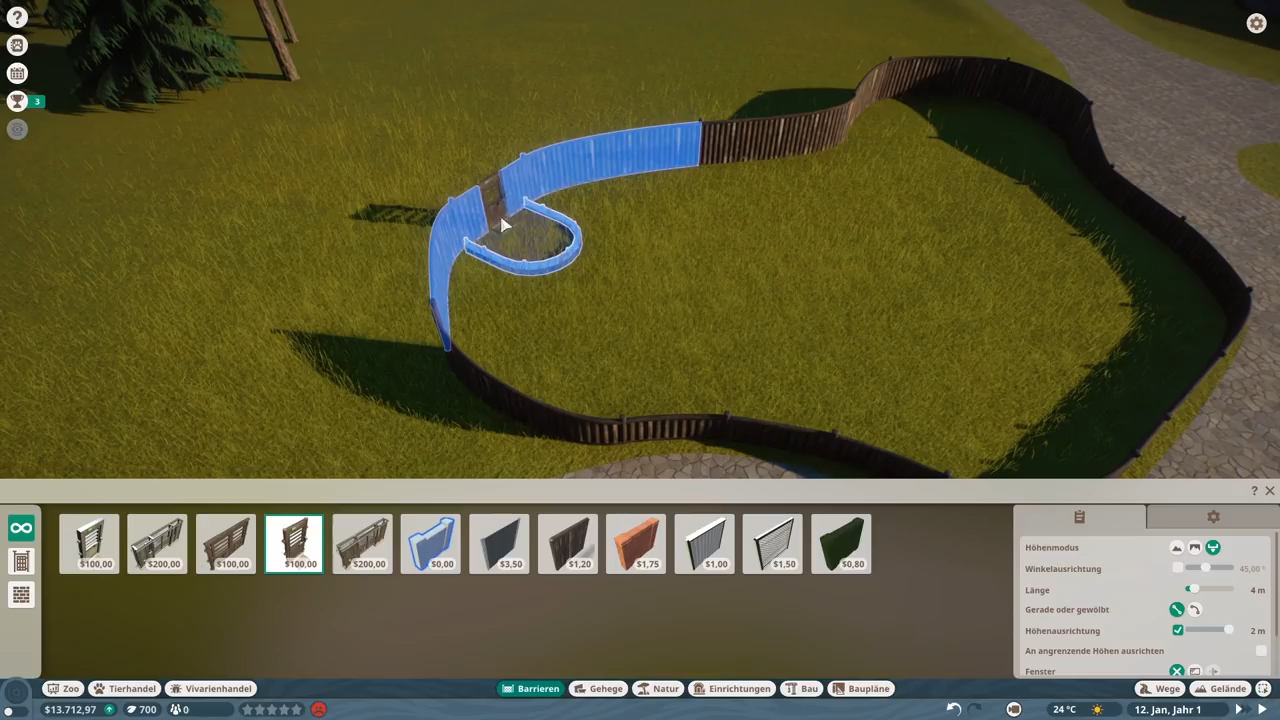 ?
3
? ×
$100,00 $200,00 $100,00 $100,00 $200,00 $0,00 $3,50 $1,20 $1,75 $1,00 $1,50 $0,80
Höhenmodus
Winkelausrichtung 45,00 °
Länge 4 m
Gerade oder gewölbt
Höhenausrichtung 2 m
An angrenzende Höhen ausrichten
Fenster
Zoo Tierhandel Vivarienhandel Barrieren Gehege Natur Einrichtungen Bau Baupläne Wege Gelände
$13.712,97 700 0 24 °C 12. Jan, Jahr 1